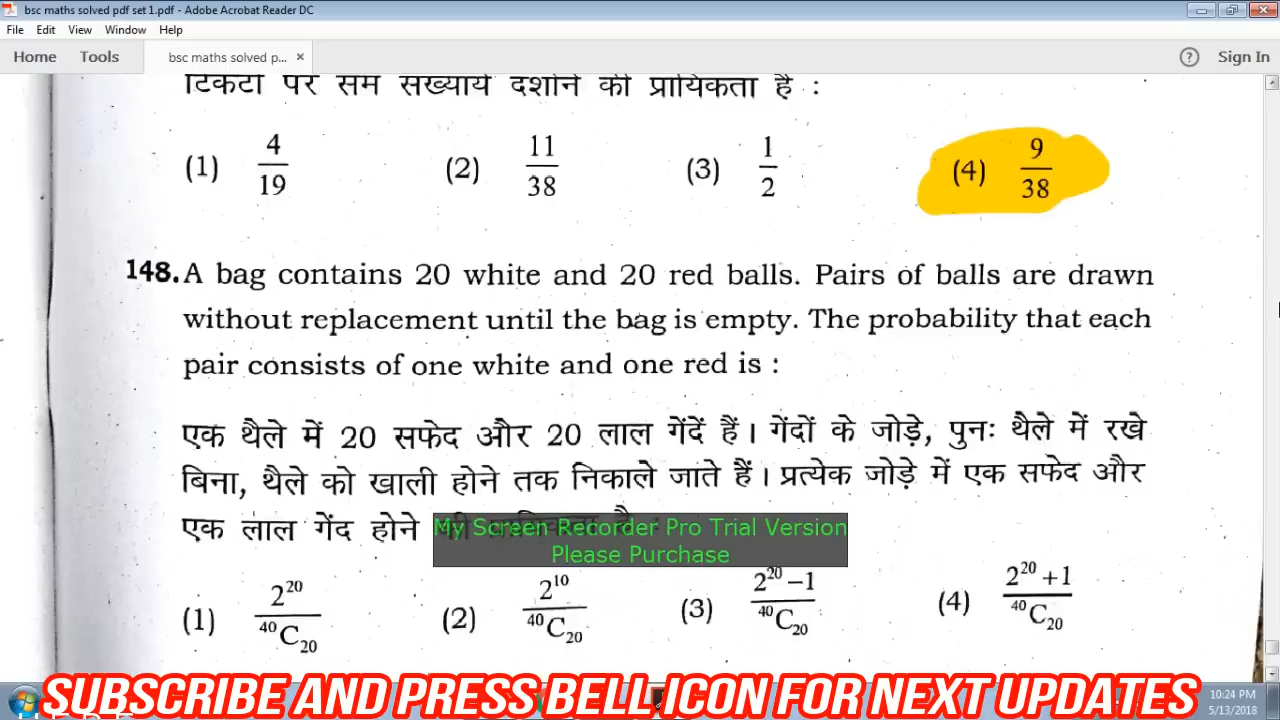 bsc maths solved pdf set 1.pdf - Adobe Acrobat Reader DC
File Edit View Window Help
Home Tools bsc maths solved p... × ? Sign In
टिकटों पर सम संख्यायें दर्शाने की प्रायिकता है :
(1) 4/19 (2) 11/38 (3) 1/2 (4) 9/38
148. A bag contains 20 white and 20 red balls. Pairs of balls are drawn
without replacement until the bag is empty. The probability that each
pair consists of one white and one red is :
एक थैले में 20 सफेद और 20 लाल गेंदें हैं। गेंदों के जोड़े, पुनः थैले में रखे
बिना, थैले को खाली होने तक निकाले जाते हैं। प्रत्येक जोड़े में एक सफेद और
एक लाल गेंद होने
My Screen Recorder Pro Trial Version
Please Purchase
(1) 2^20/^40C_20 (2) 2^10/^40C_20 (3) 2^20 –1/^40C_20 (4) 2^20 +1/^40C_20
SUBSCRIBE AND PRESS BELL ICON FOR NEXT UPDATES
10:24 PM
5/13/2018